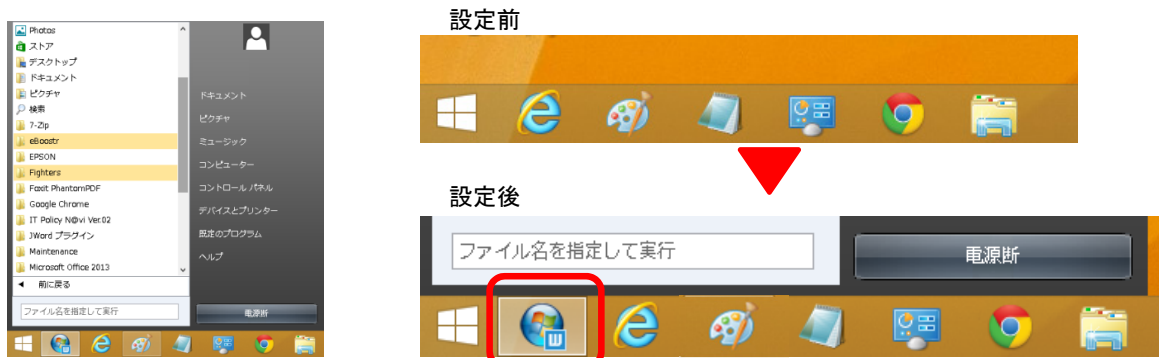 Photos
ストア
デスクトップ
ドキュメント
ピクチャ
検索
7-Zip
eBoostr
EPSON
Fighters
Foxit PhantomPDF
Google Chrome
IT Policy N@vi Ver.02
JWord プラグイン
Maintenance
Microsoft Office 2013
前に戻る
ファイル名を指定して実行
ドキュメント
ピクチャ
ミュージック
コンピューター
コントロール パネル
デバイスとプリンター
既定のプログラム
ヘルプ
電源断
設定前
設定後
ファイル名を指定して実行
電源断
W